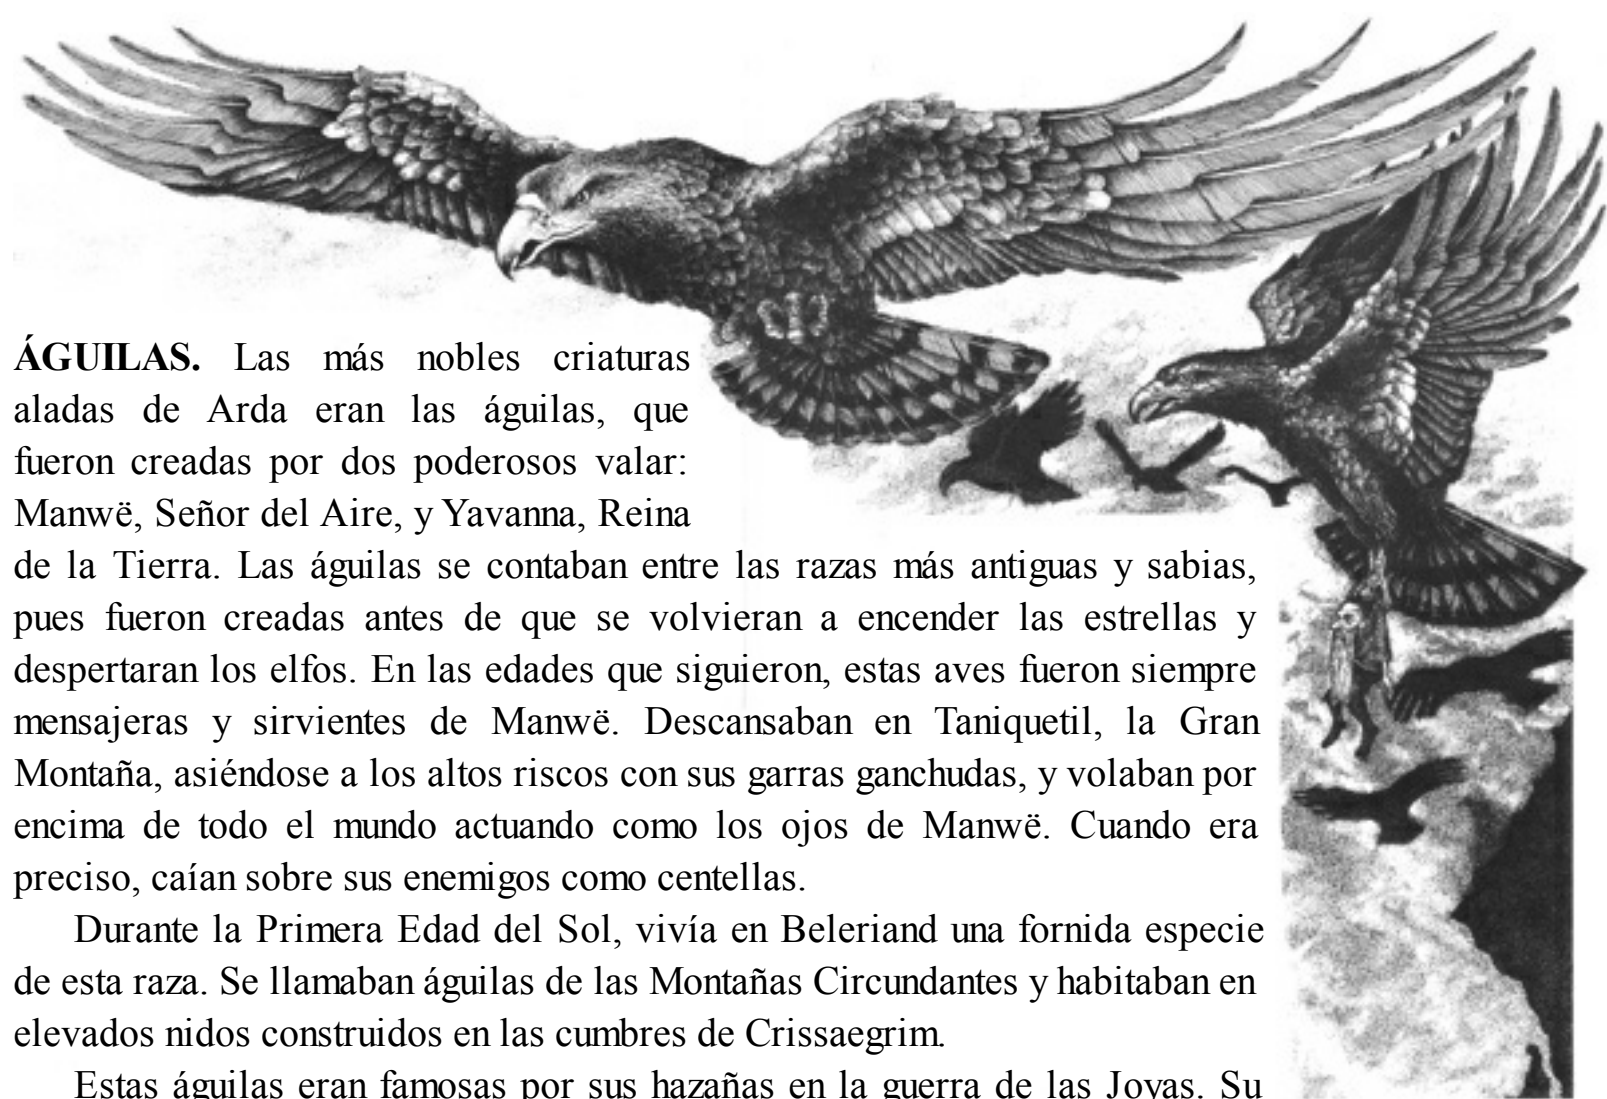 ÁGUILAS. Las más nobles criaturas
aladas de Arda eran las águilas, que
fueron creadas por dos poderosos valar:
Manwë, Señor del Aire, y Yavanna, Reina
de la Tierra. Las águilas se contaban entre las razas más antiguas y sabias,
pues fueron creadas antes de que se volvieran a encender las estrellas y
despertaran los elfos. En las edades que siguieron, estas aves fueron siempre
mensajeras y sirvientes de Manwë. Descansaban en Taniquetil, la Gran
Montaña, asiéndose a los altos riscos con sus garras ganchudas, y volaban por
encima de todo el mundo actuando como los ojos de Manwë. Cuando era
preciso, caían sobre sus enemigos como centellas.
Durante la Primera Edad del Sol, vivía en Beleriand una fornida especie
de esta raza. Se llamaban águilas de las Montañas Circundantes y habitaban en
elevados nidos construidos en las cumbres de Crissaegrim.
Estas águilas eran famosas por sus hazañas en la guerra de las Joyas. Su